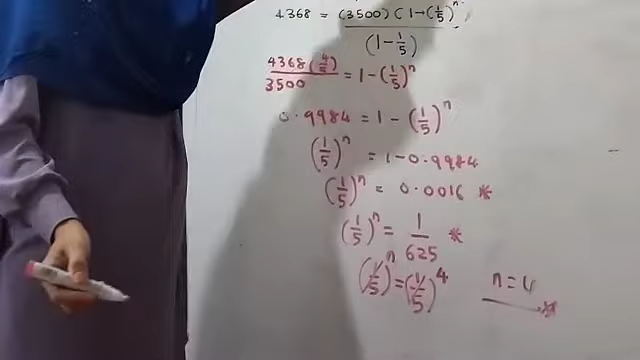 4368 = (3500) (1-(1/5)^n)
(1-1/5)
4368(4/5) / 3500 = 1-(1/5)^n
0.9984 = 1-(1/5)^n
(1/5)^n = 1-0.9984
(1/5)^n = 0.0016 *
(1/5)^n = 1/625 *
(1/5)^n = (1/5)^4 n=4 *